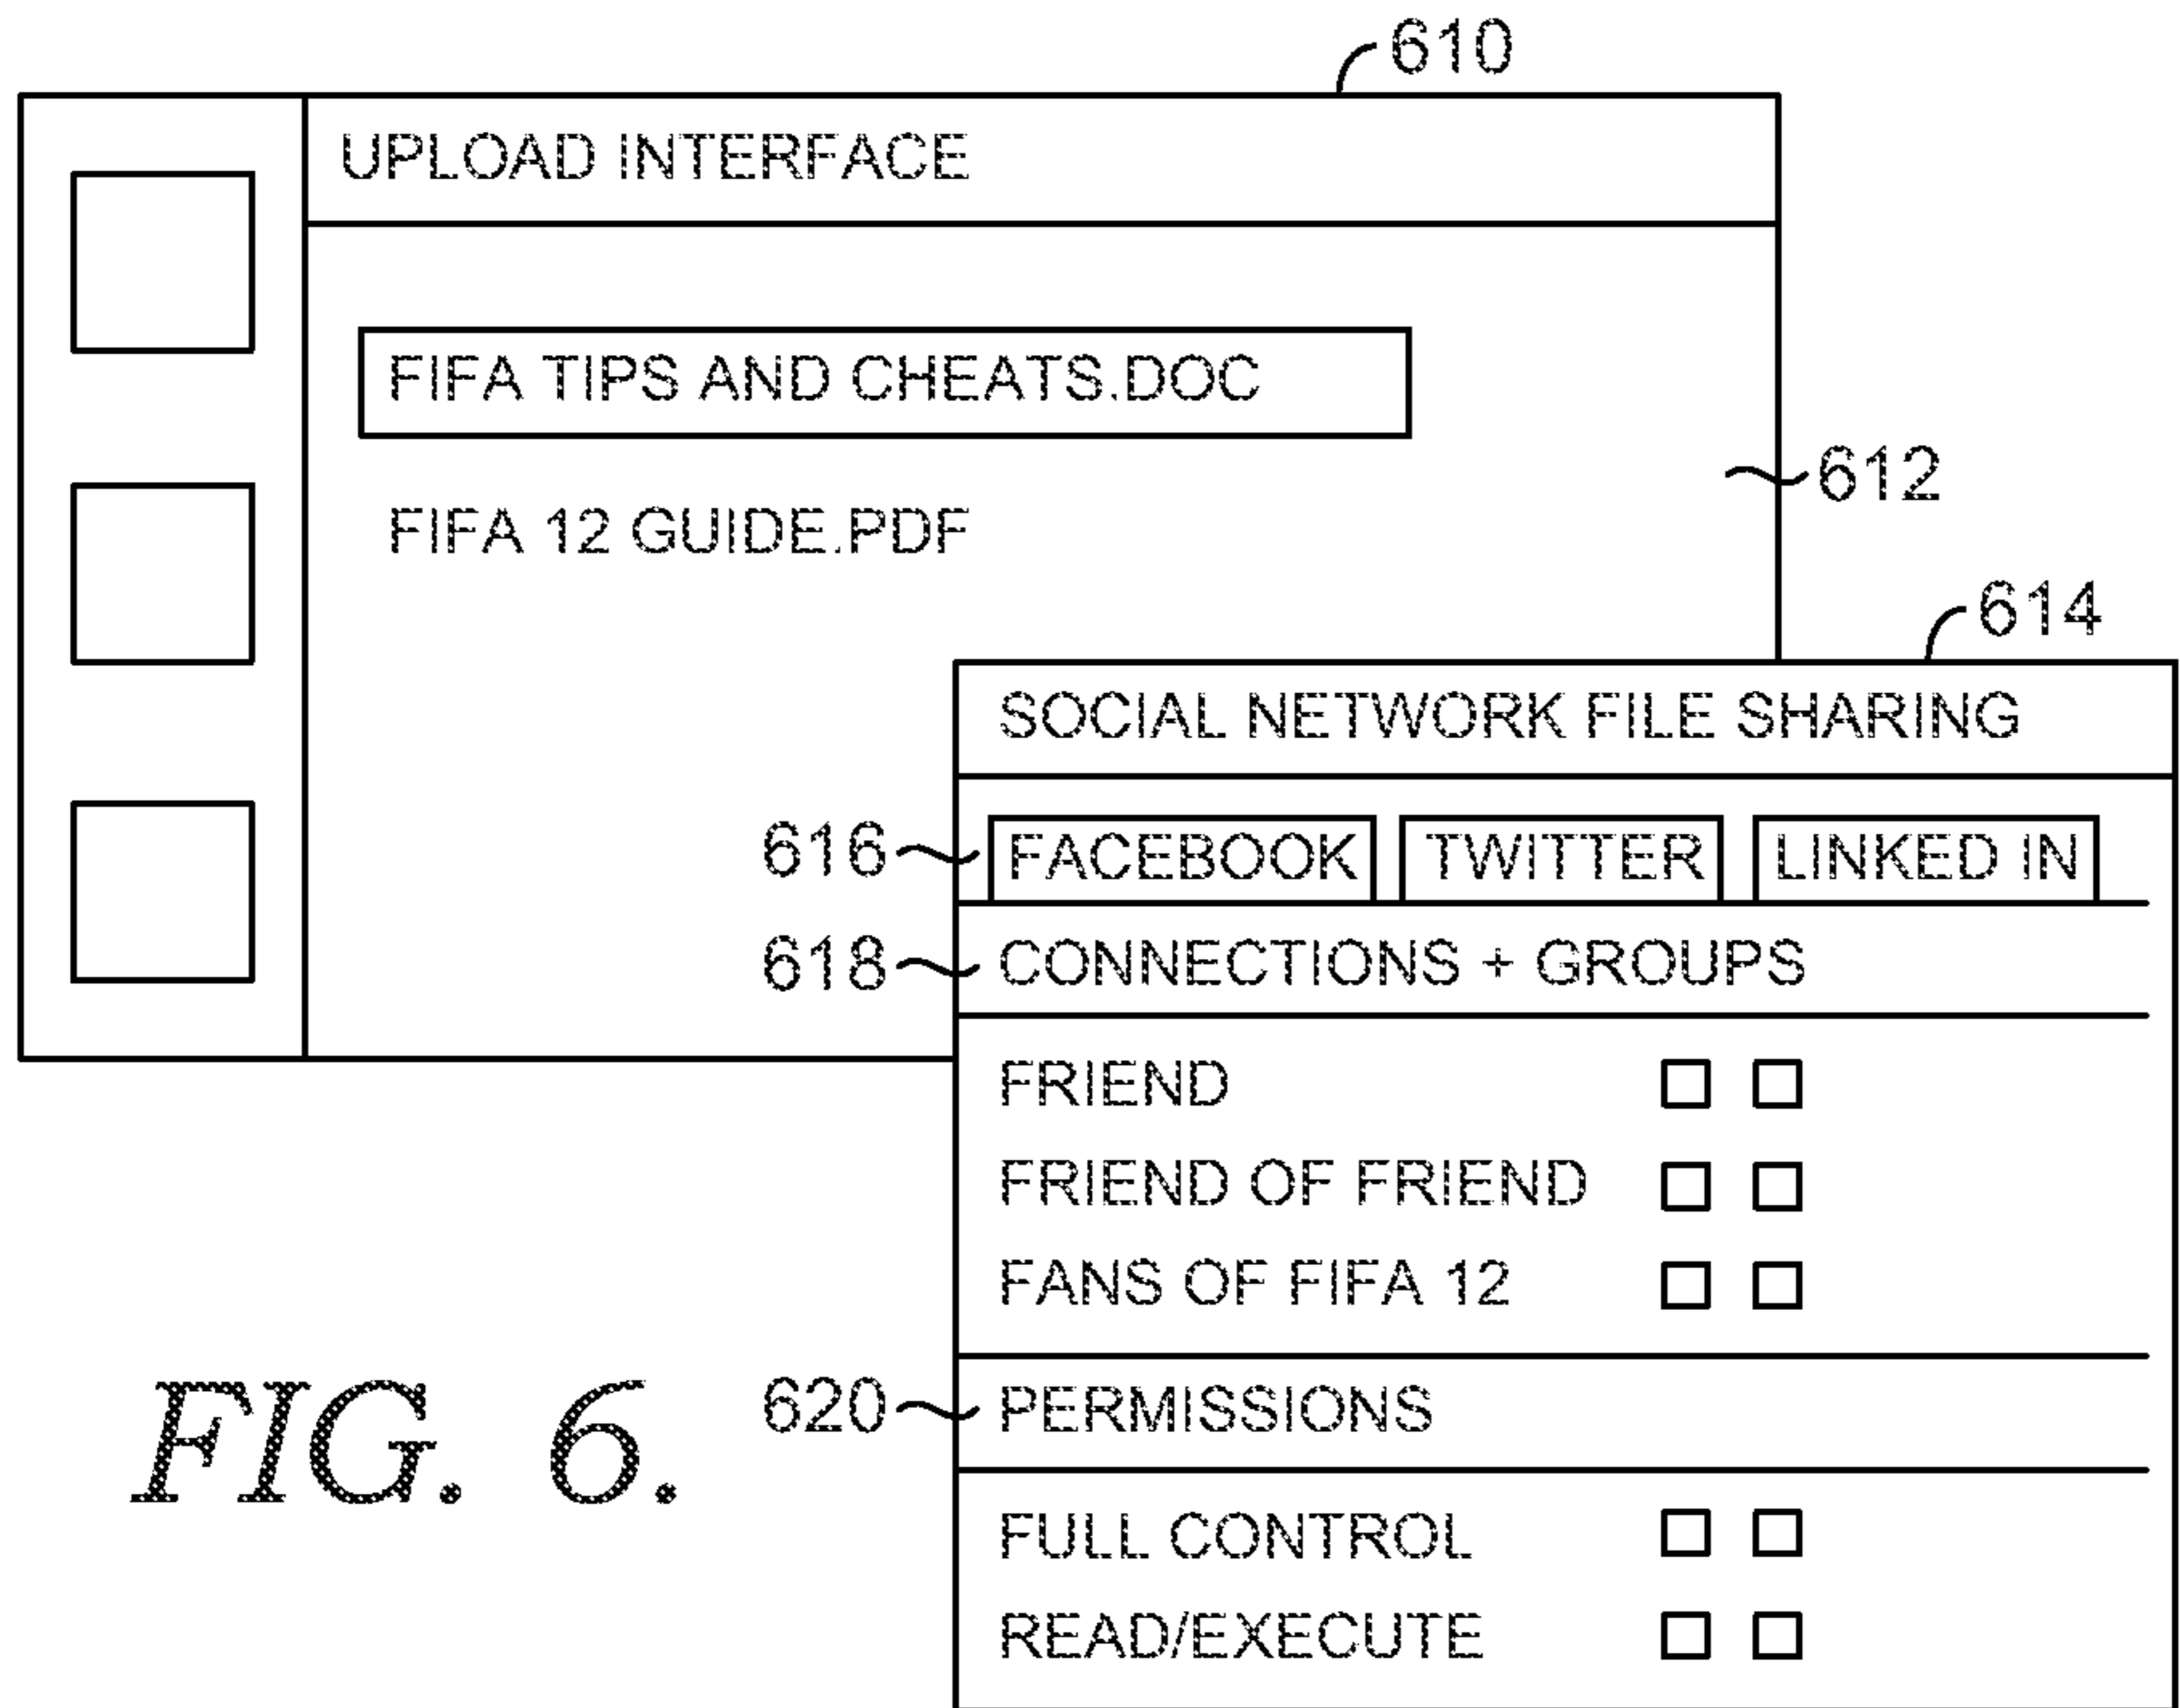 610
UPLOAD INTERFACE
FIFA TIPS AND CHEATS.DOC
612
FIFA 12 GUIDE.PDF
614
SOCIAL NETWORK FILE SHARING
616 FACEBOOK TWITTER LINKED IN
618 CONNECTIONS + GROUPS
FRIEND
FRIEND OF FRIEND
FANS OF FIFA 12
620 PERMISSIONS
FULL CONTROL
READ/EXECUTE
FIG. 6.